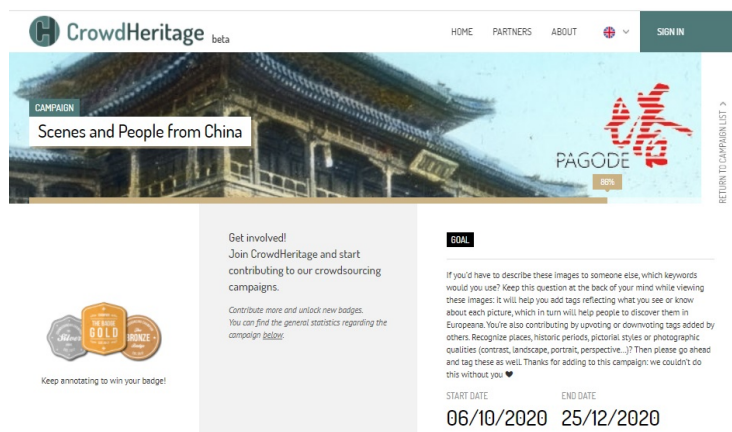 CrowdHeritage beta
HOME PARTNERS ABOUT SIGN IN
CAMPAIGN
Scenes and People from China
PAGODE
80%
RETURN TO CAMPAIGN LIST >
Get involved!
Join CrowdHeritage and start
contributing to our crowdsourcing
campaigns.
Contribute more and unlock new badges.
You can find the general statistics regarding the
campaign below.
Silver
THE BADGE
GOLD
BRONZE
Keep annotating to win your badge!
GOAL
If you'd have to describe these images to someone else, which keywords
would you use? Keep this question at the back of your mind while viewing
these images: it will help you add tags reflecting what you see or know
about each picture, which in turn will help people to discover them in
Europeana. You're also contributing by upvoting or downvoting tags added by
others. Recognize places, historic periods, pictorial styles or photographic
qualities (contrast, landscape, portrait, perspective...)? Then please go ahead
and tag these as well. Thanks for adding to this campaign: we couldn't do
this without you ♥
START DATE END DATE
06/10/2020 25/12/2020